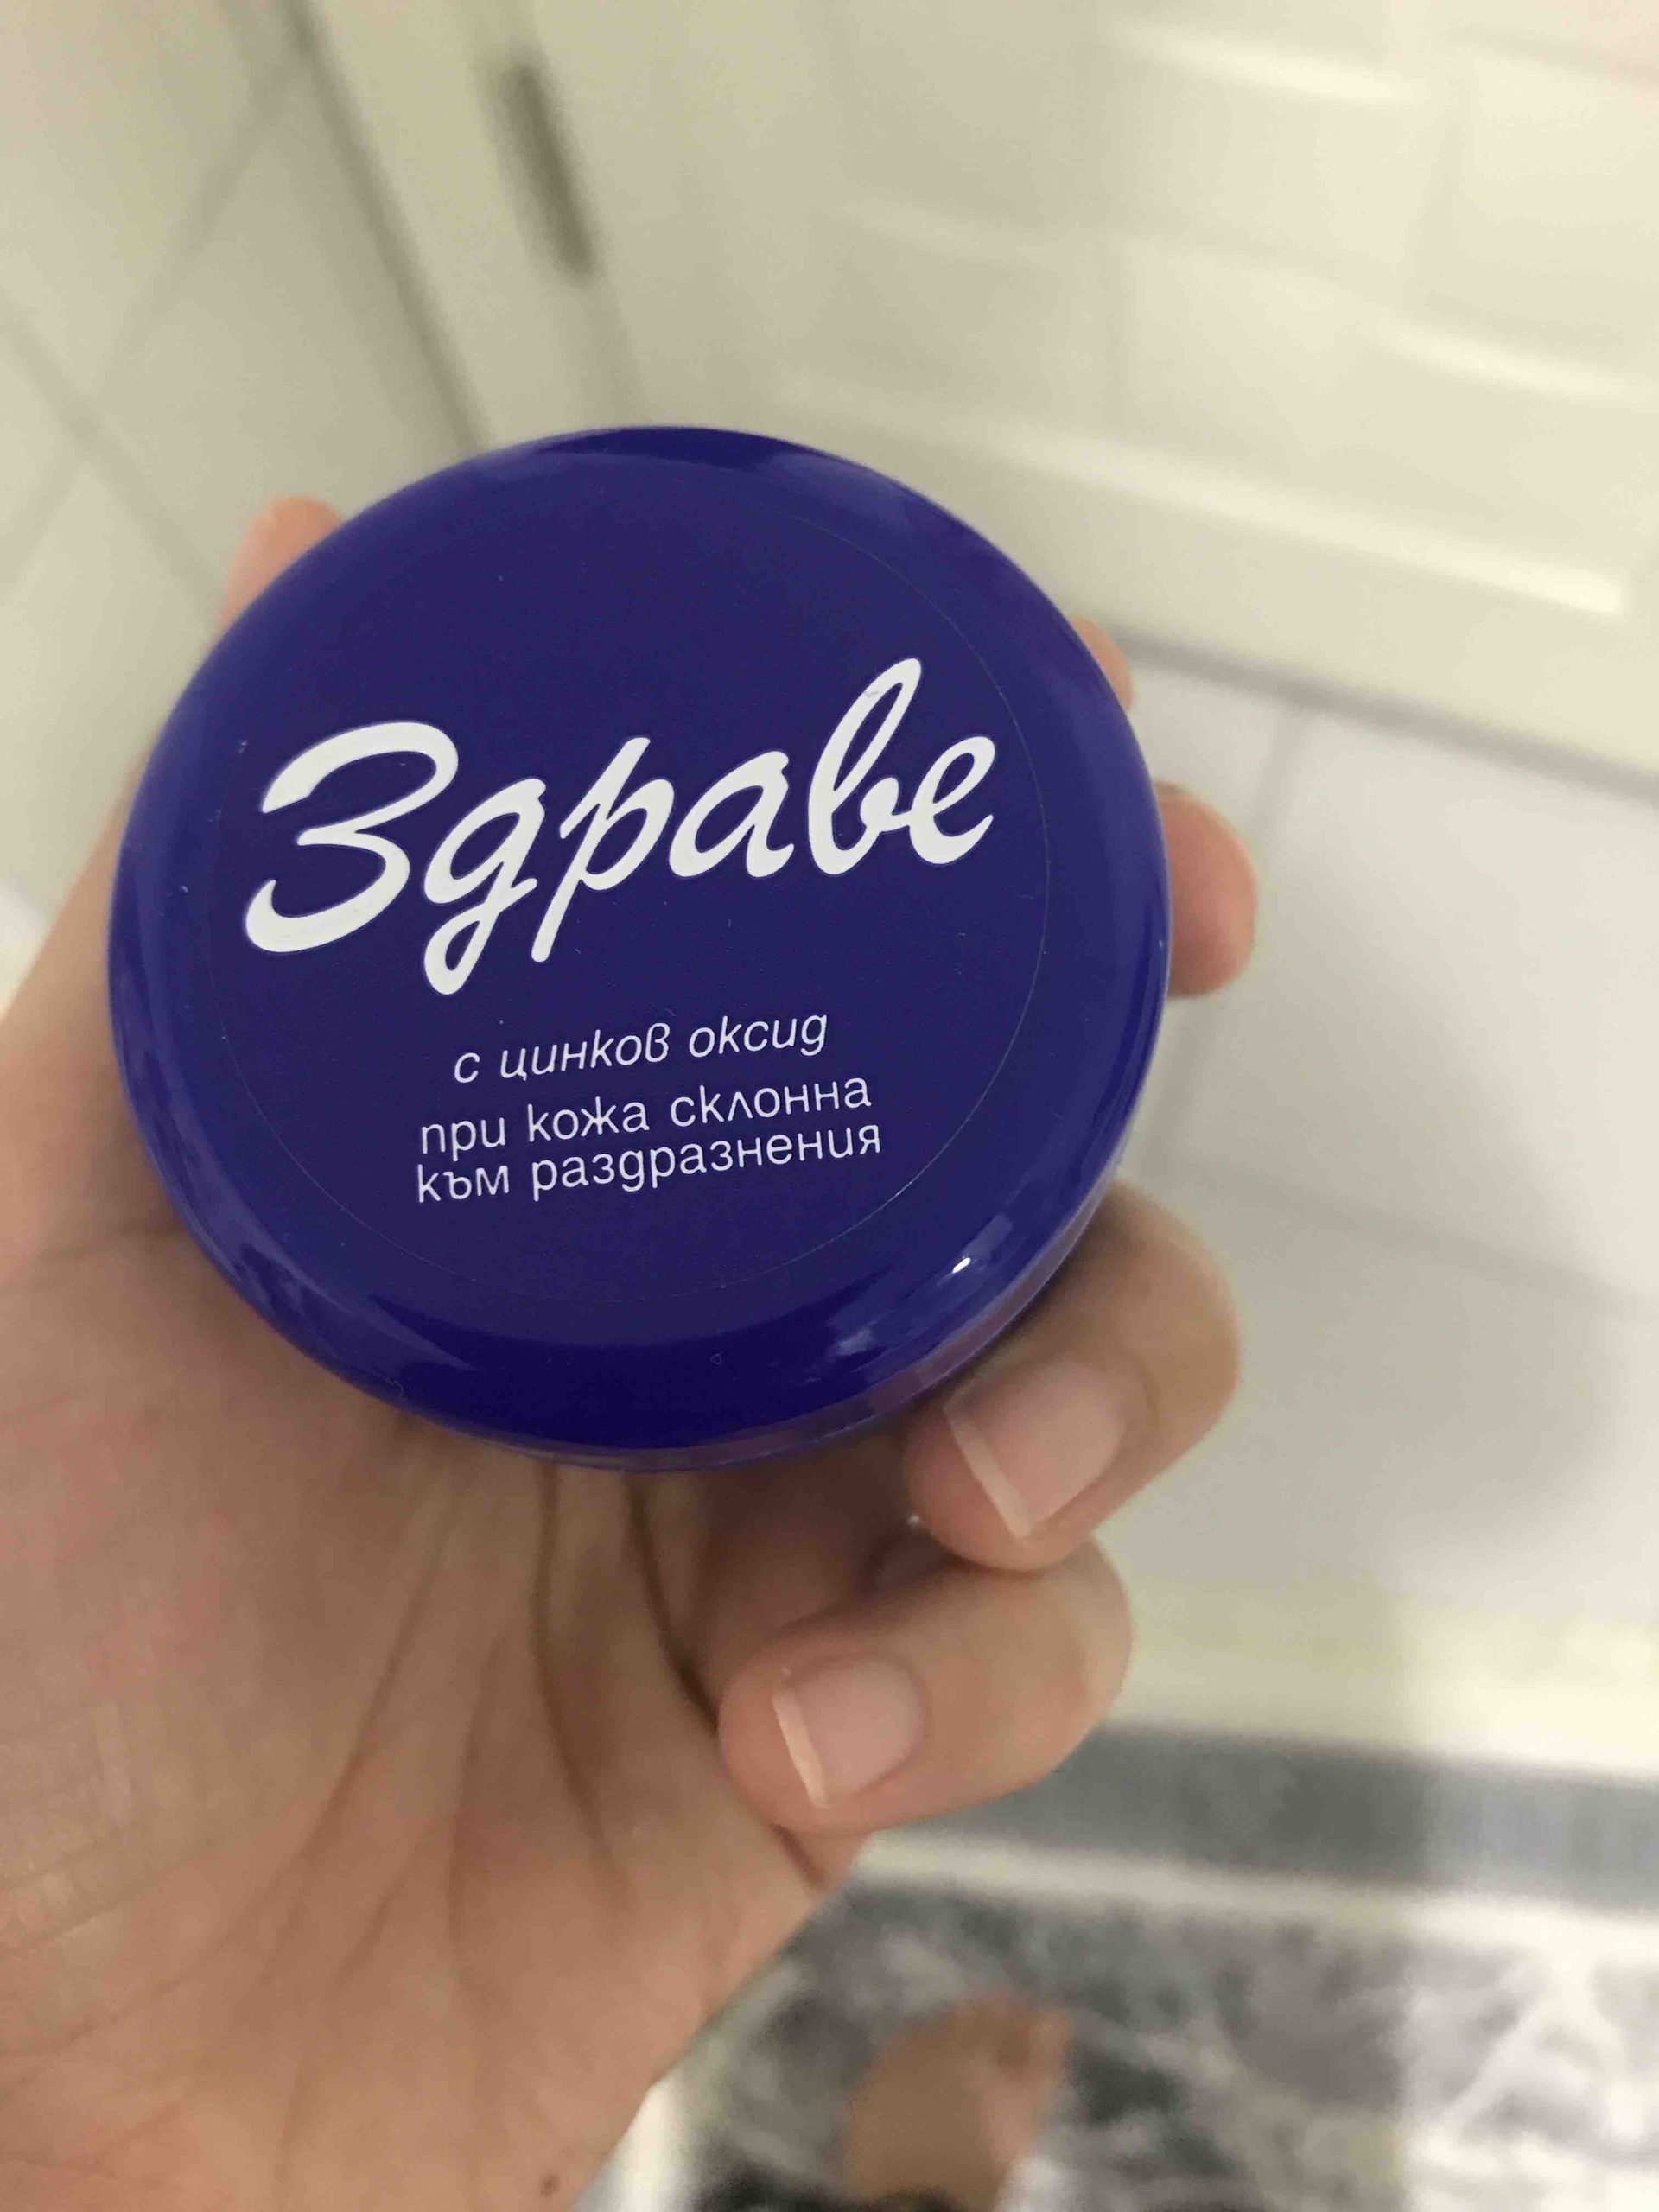 Здраве
с цинков оксид
при кожа склонна
към раздразнения